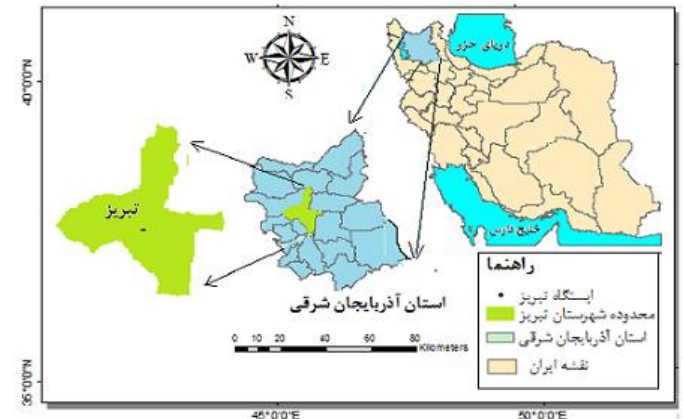 N
W E
S
دریای خزر
40°0'0"N
تبریز
خلیج فارس
استان آذربایجان شرقی
راهنما
ایستگاه تبریز
محدوده شهرستان تبریز
استان آذربایجان شرقی
نقشه ایران
0 10 20 40 60 80
Kilometers
36°0'0"N
45°0'0"E 50°0'0"E